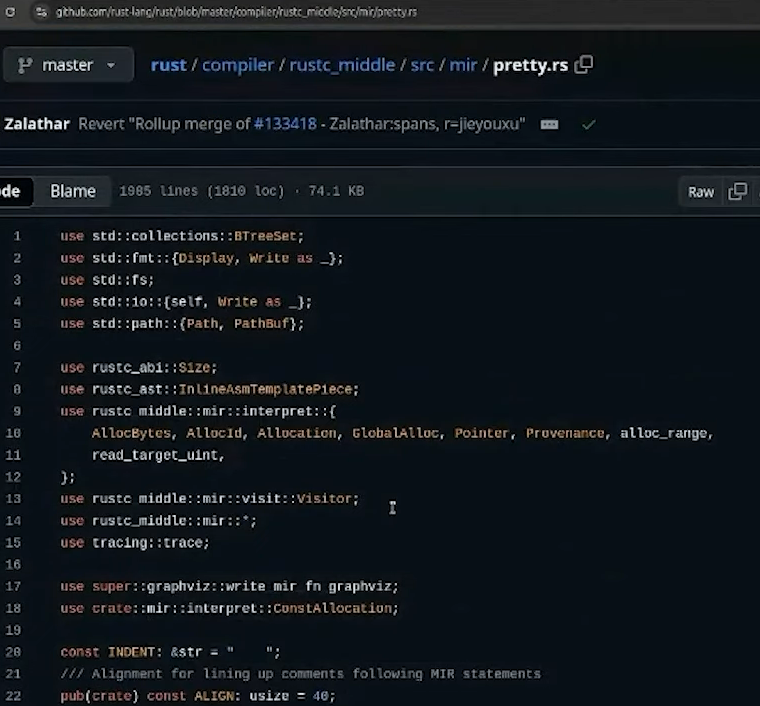 github.com/rust-lang/rust/blob/master/compiler/rustc_middle/src/mir/pretty.rs
master rust / compiler / rustc_middle / src / mir / pretty.rs
Zalathar Revert "Rollup merge of #133418 - Zalathar:spans, r=jieyouxu"
de Blame 1985 lines (1810 loc) · 74.1 KB Raw
1 use std::collections::BTreeSet;
2 use std::fmt::{Display, Write as _};
3 use std::fs;
4 use std::io::{self, Write as _};
5 use std::path::{Path, PathBuf};
6
7 use rustc_abi::Size;
8 use rustc_ast::InlineAsmTemplatePiece;
9 use rustc_middle::mir::interpret::{
10 AllocBytes, AllocId, Allocation, GlobalAlloc, Pointer, Provenance, alloc_range,
11 read_target_uint,
12 };
13 use rustc_middle::mir::visit::Visitor;
14 use rustc_middle::mir::*;
15 use tracing::trace;
16
17 use super::graphviz::write_mir_fn_graphviz;
18 use crate::mir::interpret::ConstAllocation;
19
20 const INDENT: &str = "    ";
21 /// Alignment for lining up comments following MIR statements
22 pub(crate) const ALIGN: usize = 40;